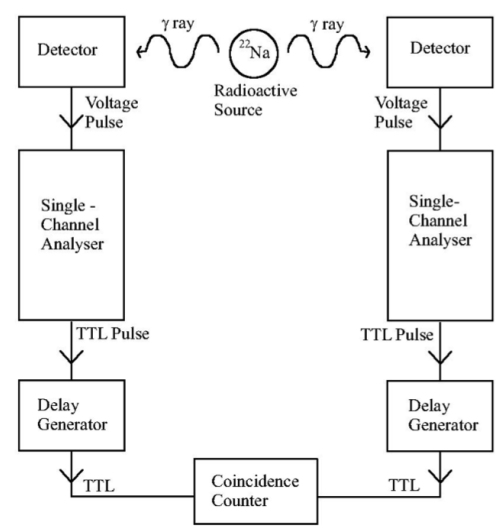 γ ray
γ ray
Detector
²²Na
Detector
Radioactive
Source
Voltage
Pulse
Voltage
Pulse
Single -
Channel
Analyser
Single-
Channel
Analyser
TTL Pulse
TTL Pulse
Delay
Generator
Delay
Generator
TTL
Coincidence
Counter
TTL